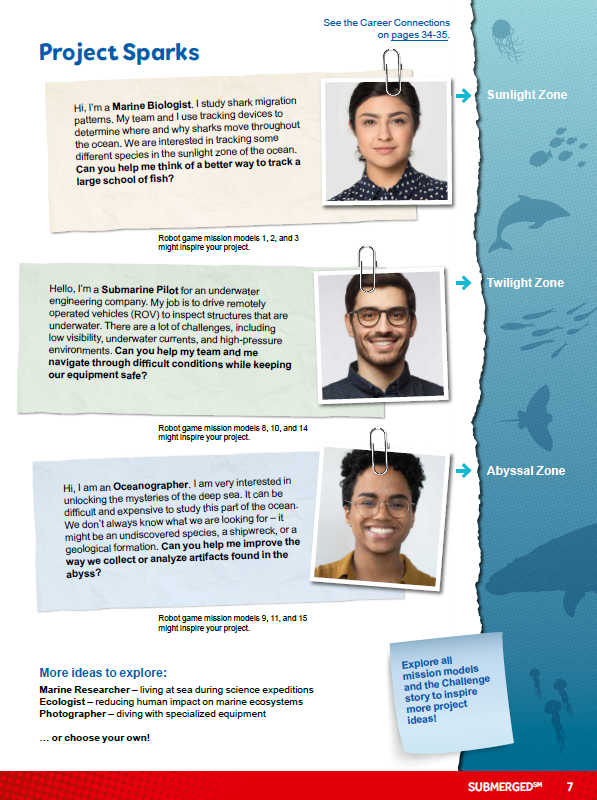 See the Career Connections
on pages 34-35.
Project Sparks
Hi, I'm a Marine Biologist. I study shark migration
patterns. My team and I use tracking devices to
determine where and why sharks move throughout
the ocean. We are interested in tracking some
different species in the sunlight zone of the ocean.
Can you help me think of a better way to track a
large school of fish?
Sunlight Zone
Robot game mission models 1, 2, and 3
might inspire your project.
Hello, I'm a Submarine Pilot for an underwater
engineering company. My job is to drive remotely
operated vehicles (ROV) to inspect structures that are
underwater. There are a lot of challenges, including
low visibility, underwater currents, and high-pressure
environments. Can you help my team and me
navigate through difficult conditions while keeping
our equipment safe?
Twilight Zone
Robot game mission models 8, 10, and 14
might inspire your project.
Hi, I am an Oceanographer. I am very interested in
unlocking the mysteries of the deep sea. It can be
difficult and expensive to study this part of the ocean.
We don't always know what we are looking for – it
might be an undiscovered species, a shipwreck, or a
geological formation. Can you help me improve the
way we collect or analyze artifacts found in the
abyss?
Abyssal Zone
Robot game mission models 9, 11, and 15
might inspire your project.
More ideas to explore:
Marine Researcher – living at sea during science expeditions
Ecologist – reducing human impact on marine ecosystems
Photographer – diving with specialized equipment
... or choose your own!
Explore all
mission models
and the Challenge
story to inspire
more project
ideas!
SUBMERGED℠ 7